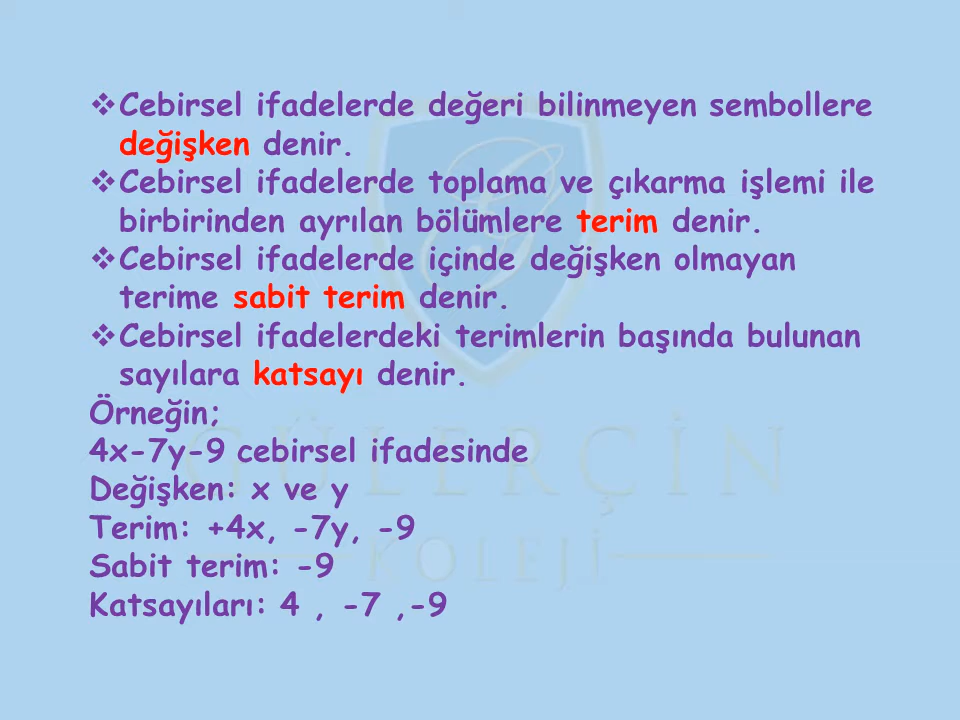 ❖Cebirsel ifadelerde değeri bilinmeyen sembollere
değişken denir.
❖Cebirsel ifadelerde toplama ve çıkarma işlemi ile
birbirinden ayrılan bölümlere terim denir.
❖Cebirsel ifadelerde içinde değişken olmayan
terime sabit terim denir.
❖Cebirsel ifadelerdeki terimlerin başında bulunan
sayılara katsayı denir.
Örneğin;
4x-7y-9 cebirsel ifadesinde
Değişken: x ve y
Terim: +4x, -7y, -9
Sabit terim: -9
Katsayıları: 4 , -7 ,-9
GÜLERÇİN
KOLEJİ